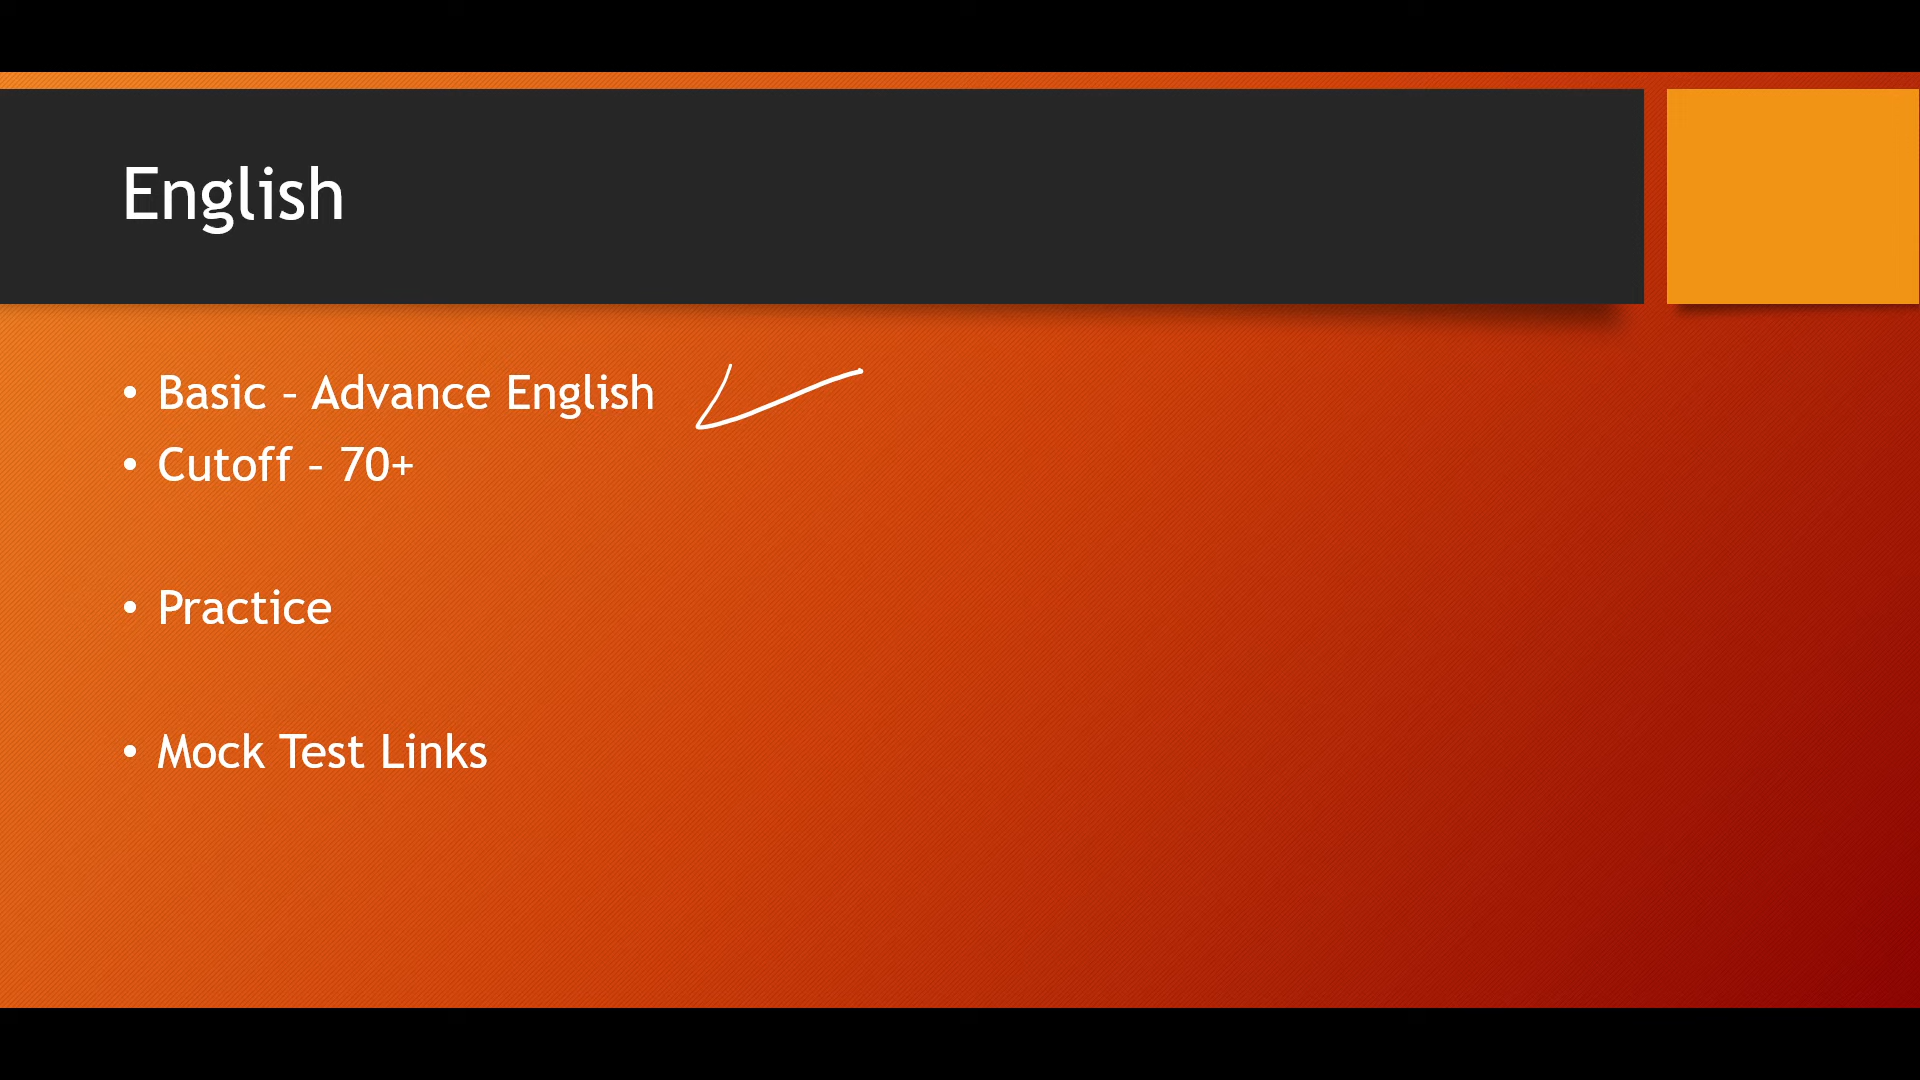 English
• Basic – Advance English
• Cutoff – 70+
• Practice
• Mock Test Links